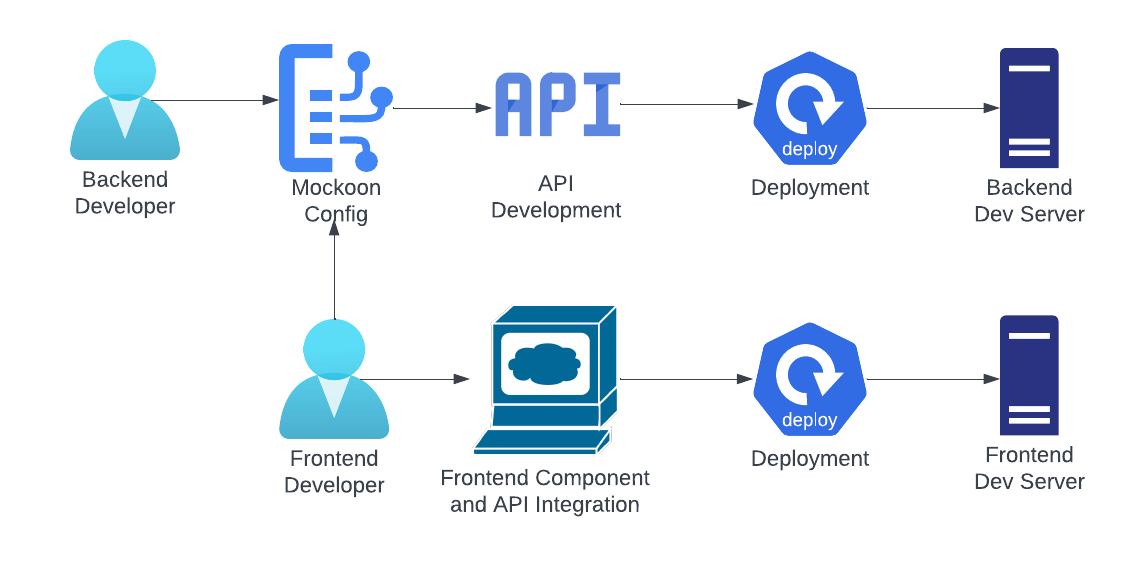 Backend
Developer
Mockoon
Config
API
API
Development
deploy
Deployment
Backend
Dev Server
Frontend
Developer
Frontend Component
and API Integration
deploy
Deployment
Frontend
Dev Server